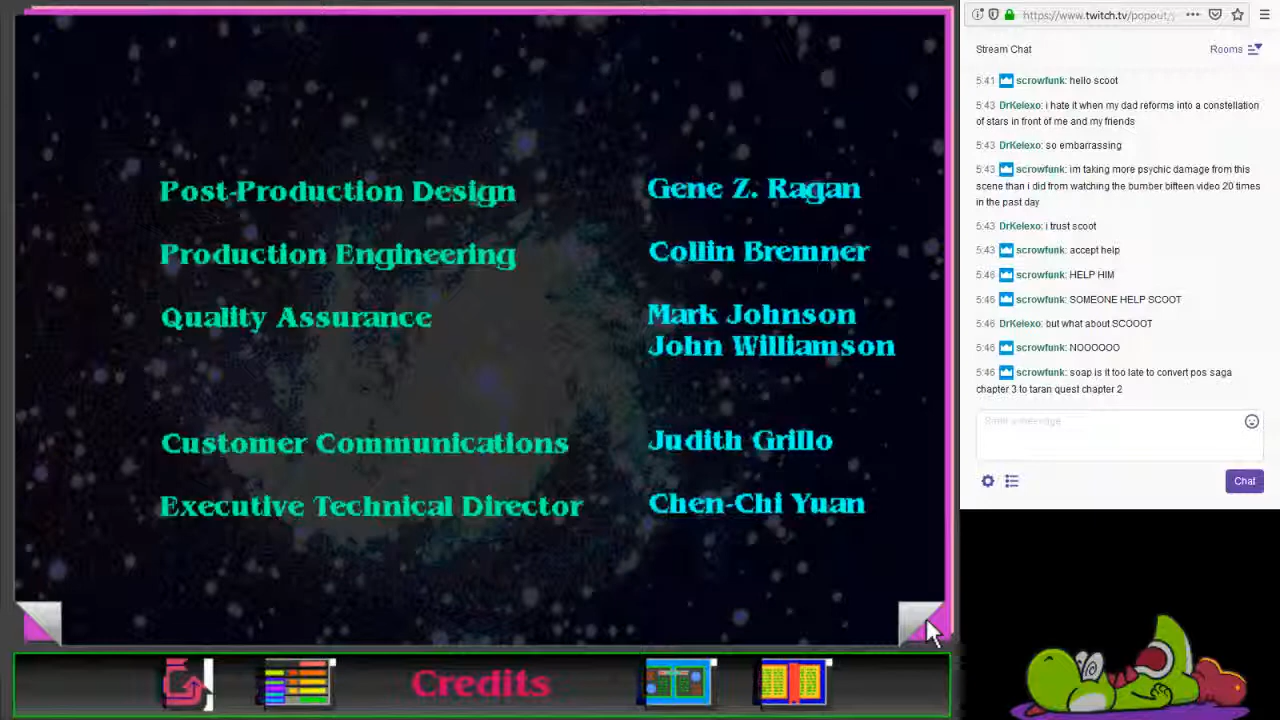 Post-Production Design Gene Z. Ragan
Production Engineering Collin Bremner
Quality Assurance Mark Johnson
John Williamson
Customer Communications Judith Grillo
Executive Technical Director Chen-Chi Yuan
Credits
https://www.twitch.tv/popout/
Stream Chat Rooms
5:41 scrowfunk: hello scoot
5:43 DrKelexo: i hate it when my dad reforms into a constellation
of stars in front of me and my friends
5:43 DrKelexo: so embarrassing
5:43 scrowfunk: im taking more psychic damage from this
scene than i did from watching the bumber bifteen video 20 times
in the past day
5:43 DrKelexo: i trust scoot
5:43 scrowfunk: accept help
5:46 scrowfunk: HELP HIM
5:46 scrowfunk: SOMEONE HELP SCOOT
5:46 DrKelexo: but what about SCOOOT
5:46 scrowfunk: NOOOOOO
5:46 scrowfunk: soap is it too late to convert pos saga
chapter 3 to taran quest chapter 2
Send a message
Chat